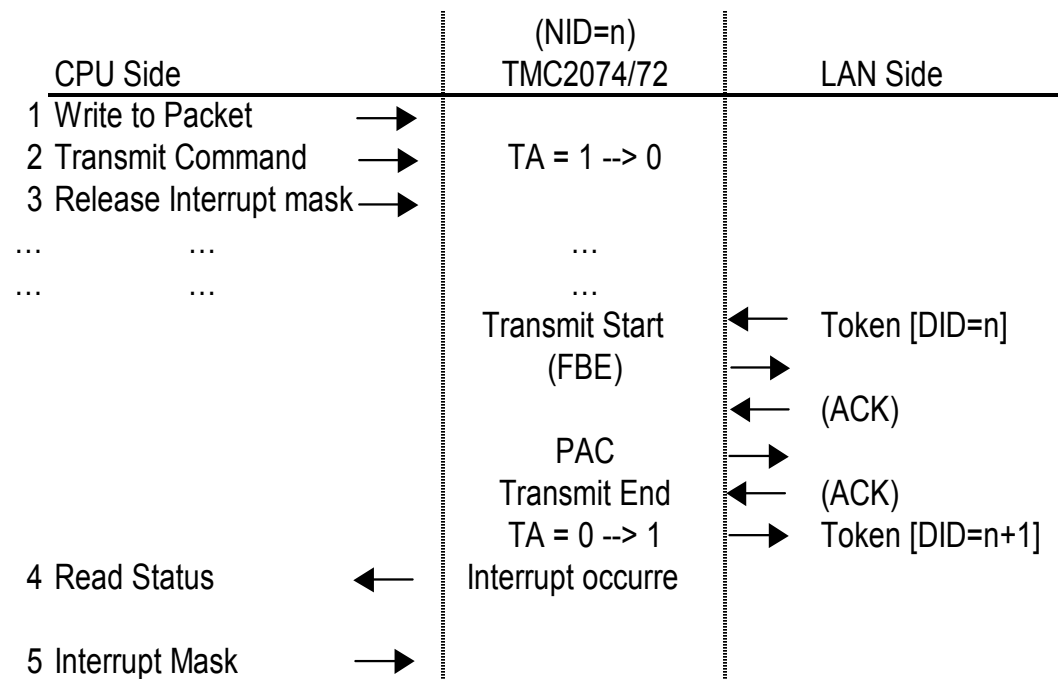 (NID=n)
CPU Side TMC2074/72 LAN Side
1 Write to Packet
2 Transmit Command TA = 1 --> 0
3 Release Interrupt mask
… … …
… … …
Transmit Start Token [DID=n]
(FBE)
(ACK)
PAC
Transmit End (ACK)
TA = 0 --> 1 Token [DID=n+1]
4 Read Status Interrupt occurre
5 Interrupt Mask